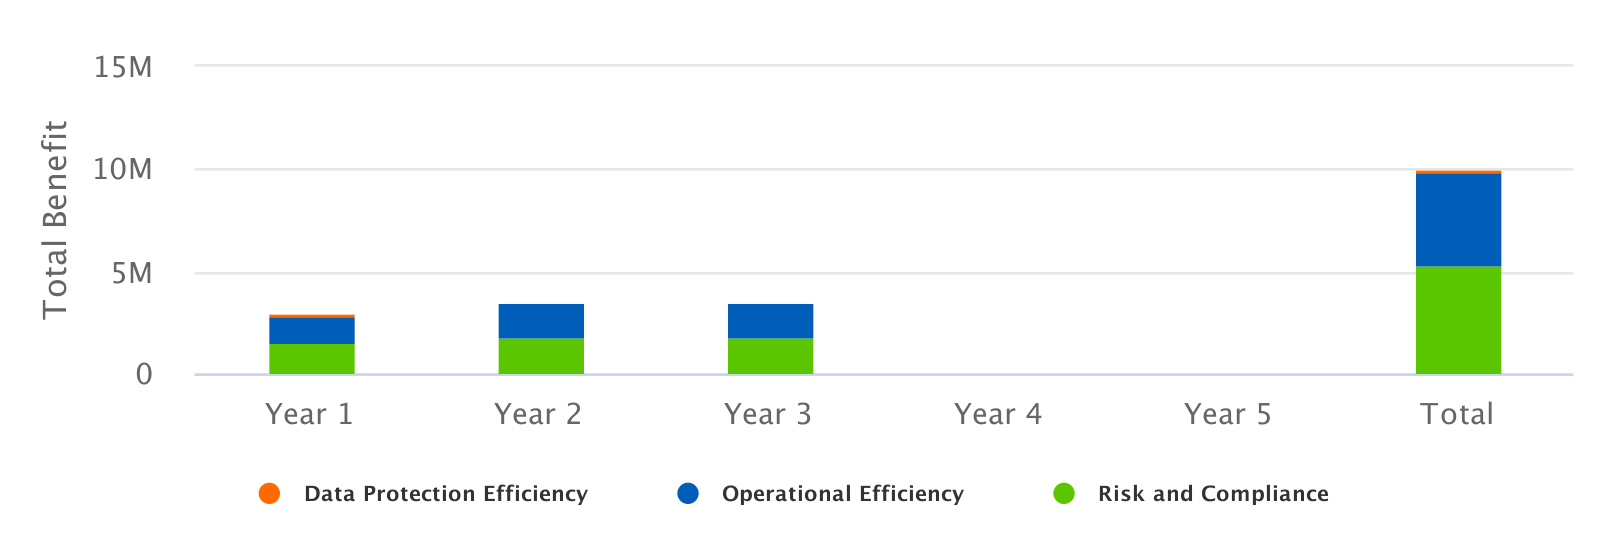 15M
10M
5M
0
Total Benefit
Year 1 Year 2 Year 3 Year 4 Year 5 Total
Data Protection Efficiency Operational Efficiency Risk and Compliance